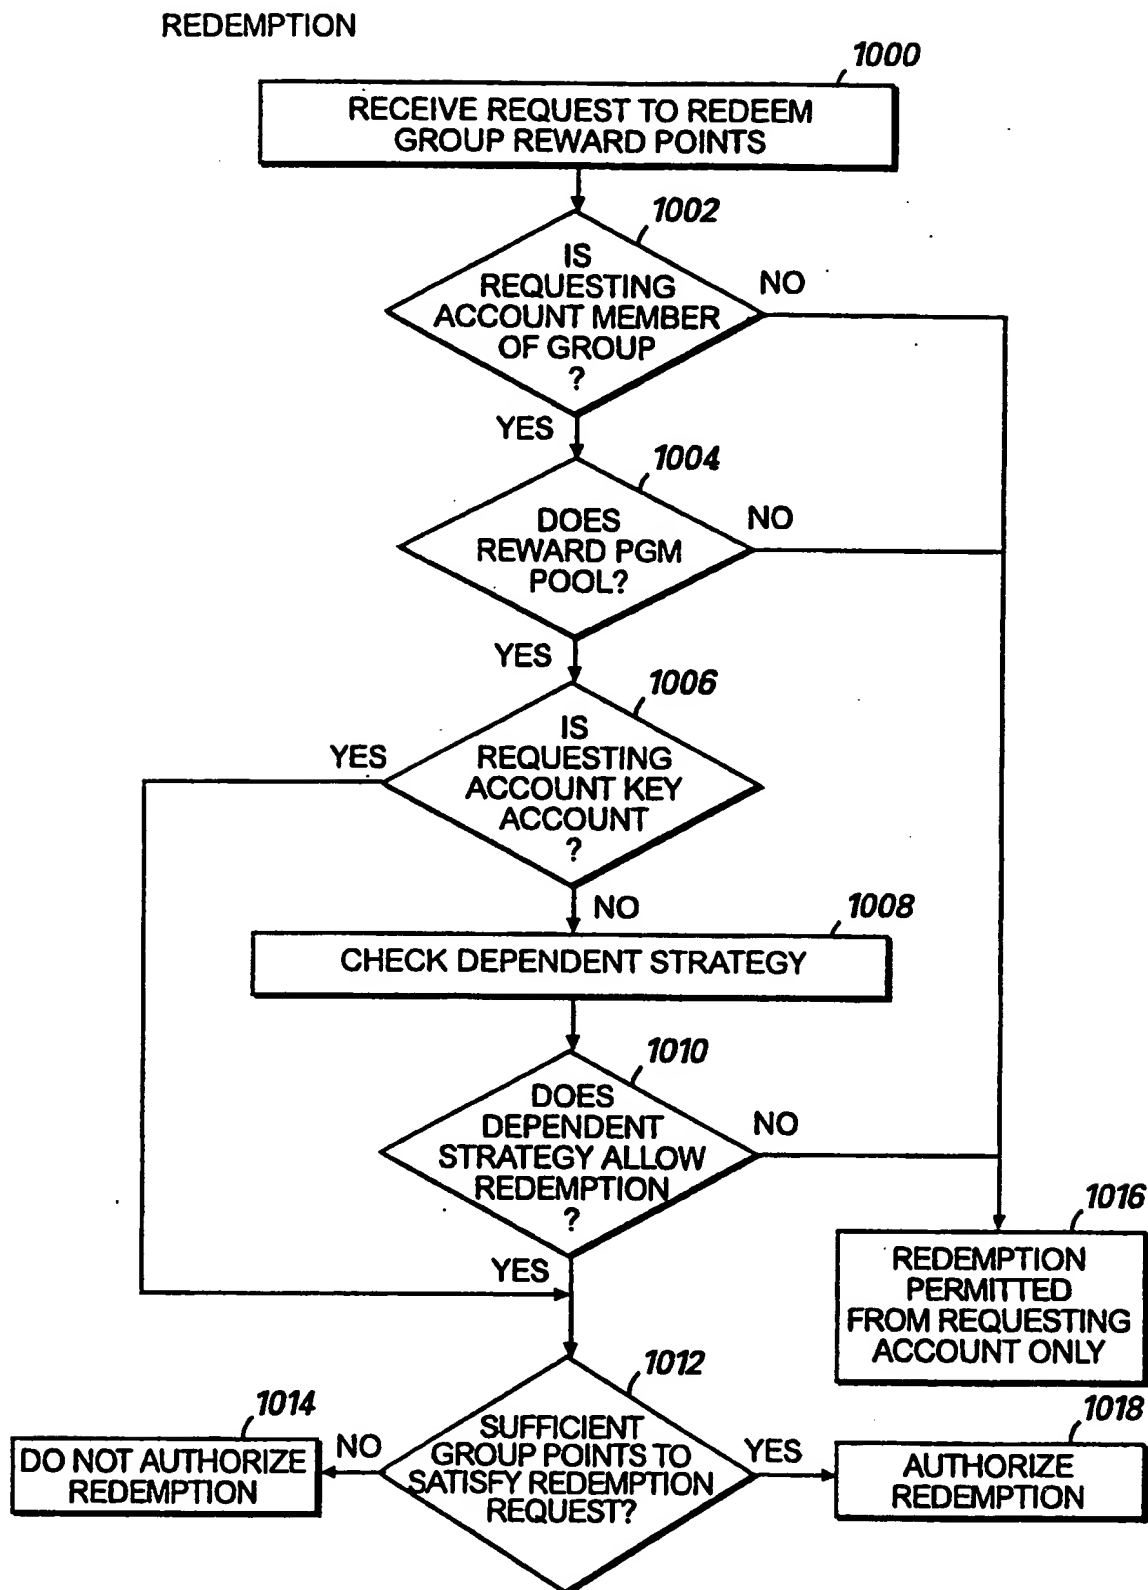 REDEMPTION
1000
RECEIVE REQUEST TO REDEEM
GROUP REWARD POINTS
1002
IS
REQUESTING
ACCOUNT MEMBER
OF GROUP
?
NO
YES
1004
DOES
REWARD PGM
POOL?
NO
YES
1006
IS
REQUESTING
ACCOUNT KEY
ACCOUNT
?
YES
NO
1008
CHECK DEPENDENT STRATEGY
1010
DOES
DEPENDENT
STRATEGY ALLOW
REDEMPTION
?
NO
YES
1016
REDEMPTION
PERMITTED
FROM REQUESTING
ACCOUNT ONLY
1012
SUFFICIENT
GROUP POINTS TO
SATISFY REDEMPTION
REQUEST?
NO
1014
DO NOT AUTHORIZE
REDEMPTION
YES
1018
AUTHORIZE
REDEMPTION